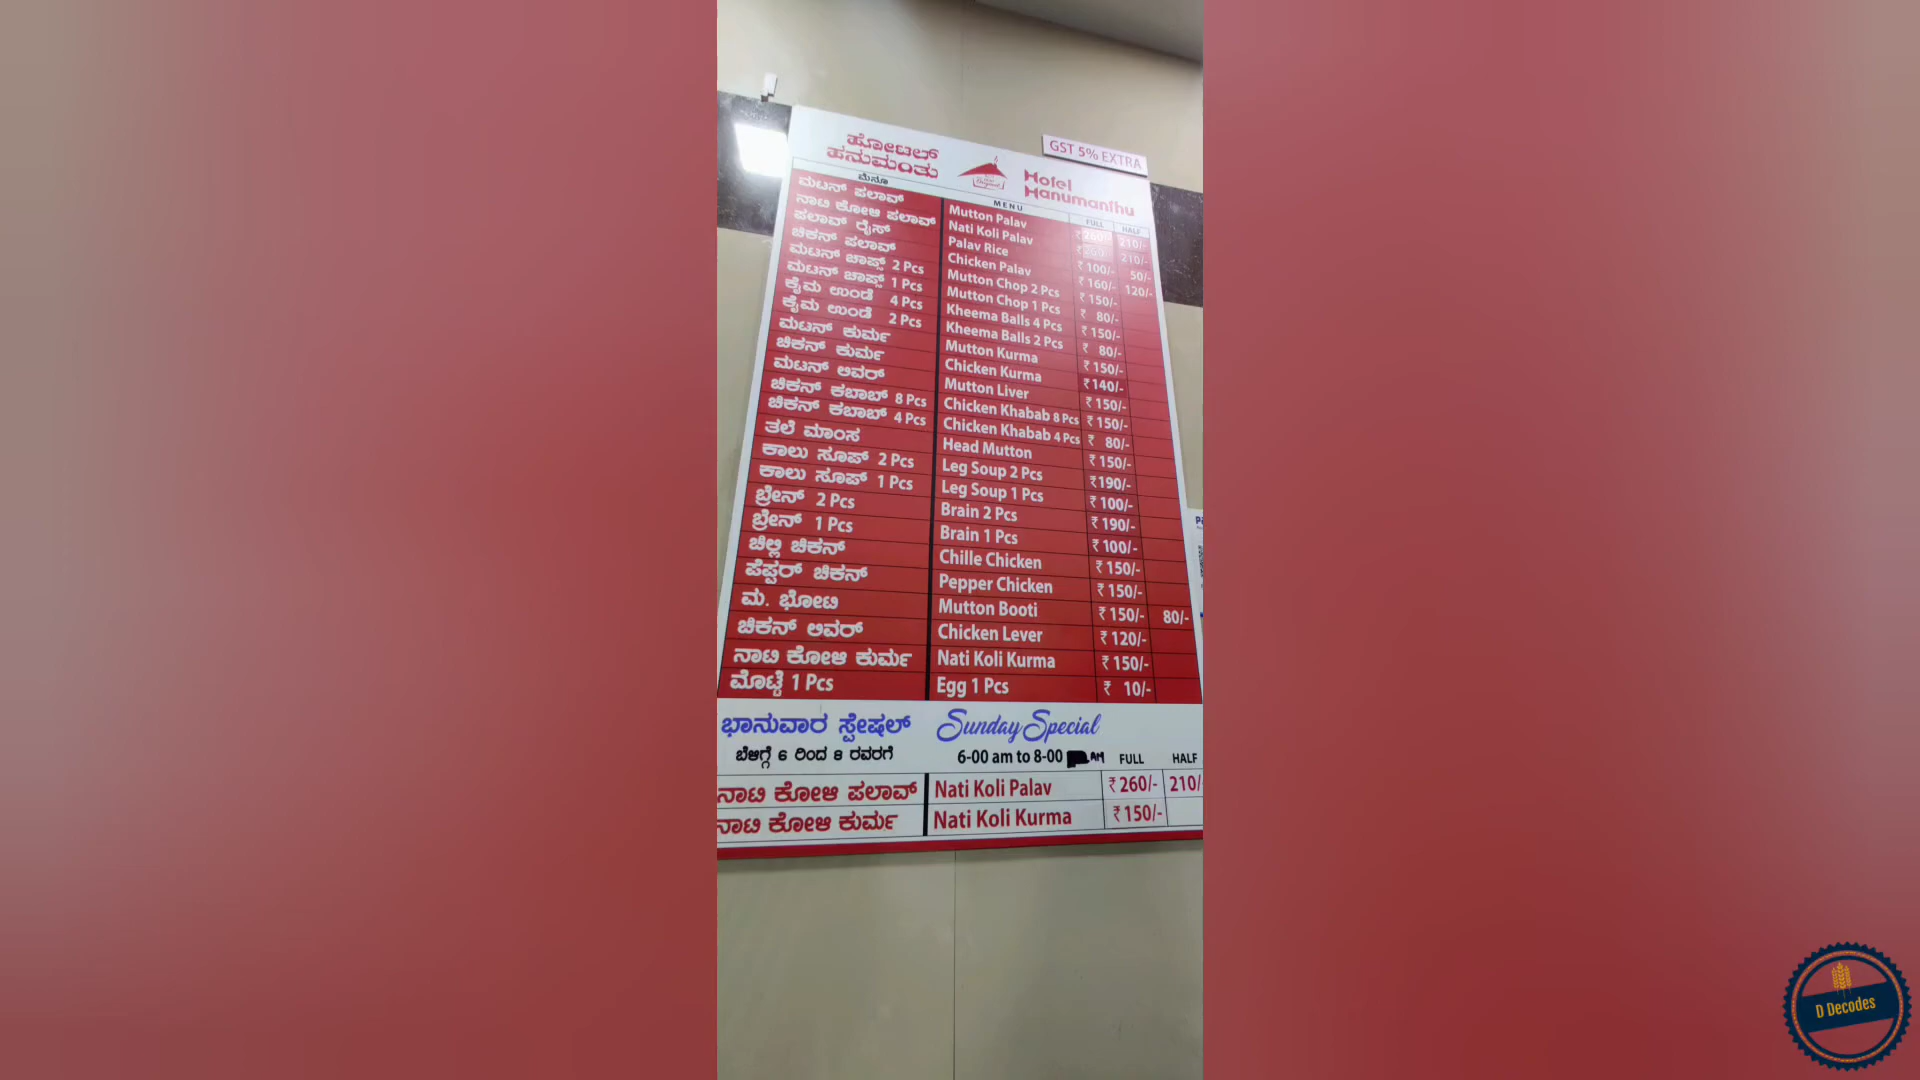 ಹೋಟೆಲ್
ಹನುಮಂತು
Hotel
Hanumanthu
GST 5% EXTRA
ಮೆನೂ MENU FULL HALF
ಮಟನ್ ಪಲಾವ್ Mutton Palav ₹260/- 210/-
ನಾಟಿ ಕೋಳಿ ಪಲಾವ್ Nati Koli Palav ₹260/- 210/-
ಪಲಾವ್ ರೈಸ್ Palav Rice ₹100/- 50/-
ಚಿಕನ್ ಪಲಾವ್ Chicken Palav ₹160/- 120/-
ಮಟನ್ ಚಾಪ್ಸ್ 2 Pcs Mutton Chop 2 Pcs ₹150/-
ಮಟನ್ ಚಾಪ್ಸ್ 1 Pcs Mutton Chop 1 Pcs ₹ 80/-
ಕೈಮ ಉಂಡೆ 4 Pcs Kheema Balls 4 Pcs ₹150/-
ಕೈಮ ಉಂಡೆ 2 Pcs Kheema Balls 2 Pcs ₹ 80/-
ಮಟನ್ ಕುರ್ಮ Mutton Kurma ₹150/-
ಚಿಕನ್ ಕುರ್ಮ Chicken Kurma ₹140/-
ಮಟನ್ ಲಿವರ್ Mutton Liver ₹150/-
ಚಿಕನ್ ಕಬಾಬ್ 8 Pcs Chicken Khabab 8 Pcs ₹150/-
ಚಿಕನ್ ಕಬಾಬ್ 4 Pcs Chicken Khabab 4 Pcs ₹ 80/-
ತಲೆ ಮಾಂಸ Head Mutton ₹150/-
ಕಾಲು ಸೂಪ್ 2 Pcs Leg Soup 2 Pcs ₹190/-
ಕಾಲು ಸೂಪ್ 1 Pcs Leg Soup 1 Pcs ₹100/-
ಬ್ರೇನ್ 2 Pcs Brain 2 Pcs ₹190/-
ಬ್ರೇನ್ 1 Pcs Brain 1 Pcs ₹100/-
ಚಿಲ್ಲಿ ಚಿಕನ್ Chille Chicken ₹150/-
ಪೆಪ್ಪರ್ ಚಿಕನ್ Pepper Chicken ₹150/-
ಮ. ಭೋಟಿ Mutton Booti ₹150/- 80/-
ಚಿಕನ್ ಲಿವರ್ Chicken Lever ₹120/-
ನಾಟಿ ಕೋಳಿ ಕುರ್ಮ Nati Koli Kurma ₹150/-
ಮೊಟ್ಟೆ 1 Pcs Egg 1 Pcs ₹ 10/-
ಭಾನುವಾರ ಸ್ಪೇಷಲ್ Sunday Special
ಬೆಳಿಗ್ಗೆ 6 ರಿಂದ 8 ರವರಗೆ 6-00 am to 8-00 AM FULL HALF
ನಾಟಿ ಕೋಳಿ ಪಲಾವ್ Nati Koli Palav ₹260/- 210/
ನಾಟಿ ಕೋಳಿ ಕುರ್ಮ Nati Koli Kurma ₹150/-
D Decodes